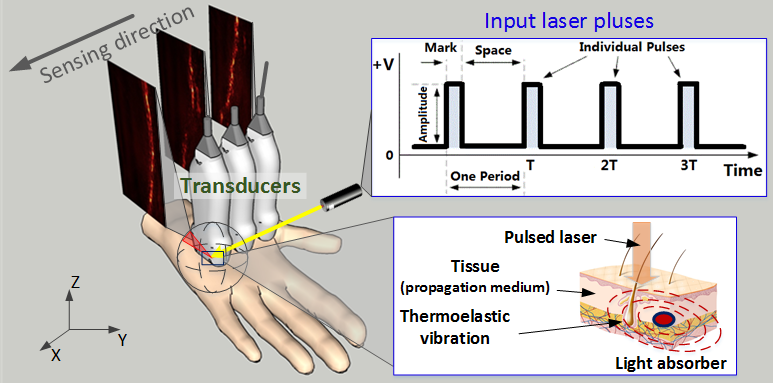 Input laser pluses
Sensing direction
Mark
Space
Individual Pulses
+V
Amplitude
0
T
2T
3T
Time
One Period
Transducers
Pulsed laser
Tissue
(propagation medium)
Thermoelastic
vibration
Light absorber
Z
Y
X